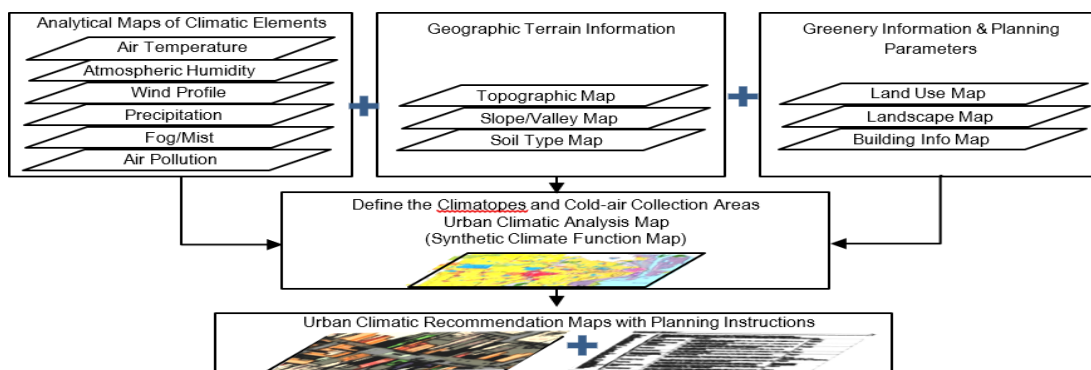 Analytical Maps of Climatic Elements
Air Temperature
Atmospheric Humidity
Wind Profile
Precipitation
Fog/Mist
Air Pollution
Geographic Terrain Information
Topographic Map
Slope/Valley Map
Soil Type Map
Greenery Information & Planning
Parameters
Land Use Map
Landscape Map
Building Info Map
Define the Climatopes and Cold-air Collection Areas
Urban Climatic Analysis Map
(Synthetic Climate Function Map)
Urban Climatic Recommendation Maps with Planning Instructions